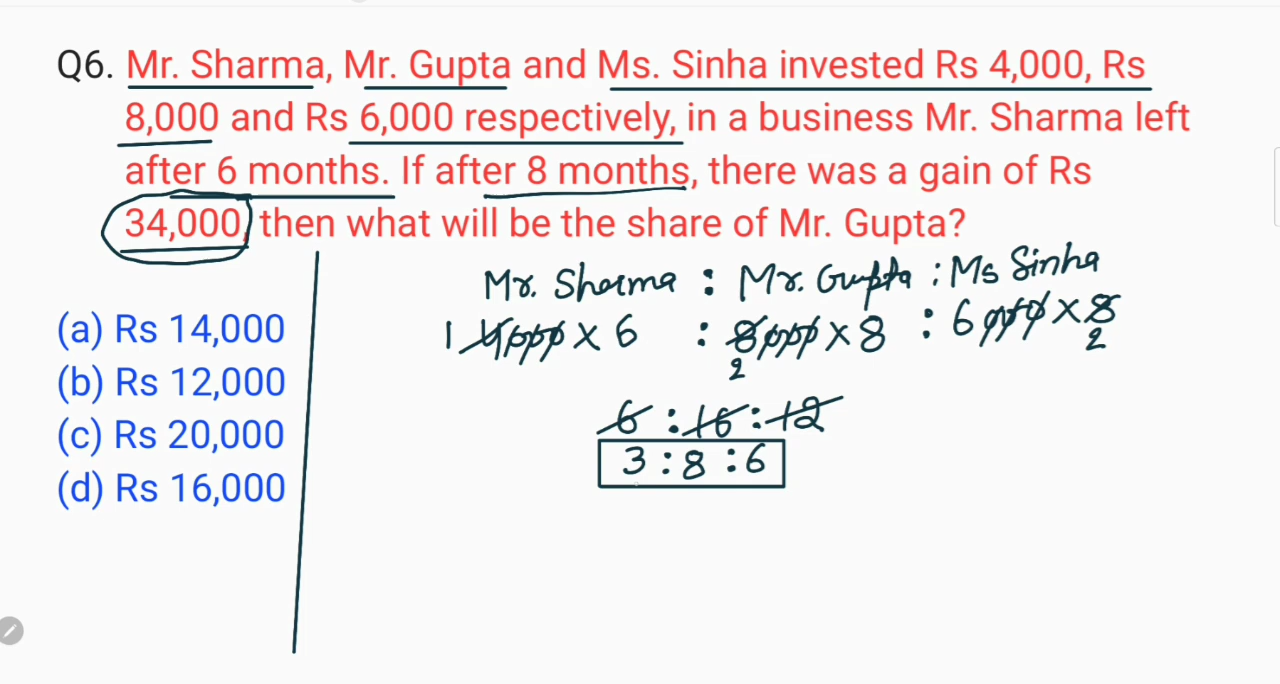 Q6. Mr. Sharma, Mr. Gupta and Ms. Sinha invested Rs 4,000, Rs
8,000 and Rs 6,000 respectively, in a business Mr. Sharma left
after 6 months. If after 8 months, there was a gain of Rs
34,000, then what will be the share of Mr. Gupta?
Mr. Sharma : Mr. Gupta : Ms Sinha
(a) Rs 14,000
(b) Rs 12,000
(c) Rs 20,000
(d) Rs 16,000
1 4000 × 6 : 8000 × 8 : 6000 × 8
2 2
6 : 16 : 12
3 : 8 : 6